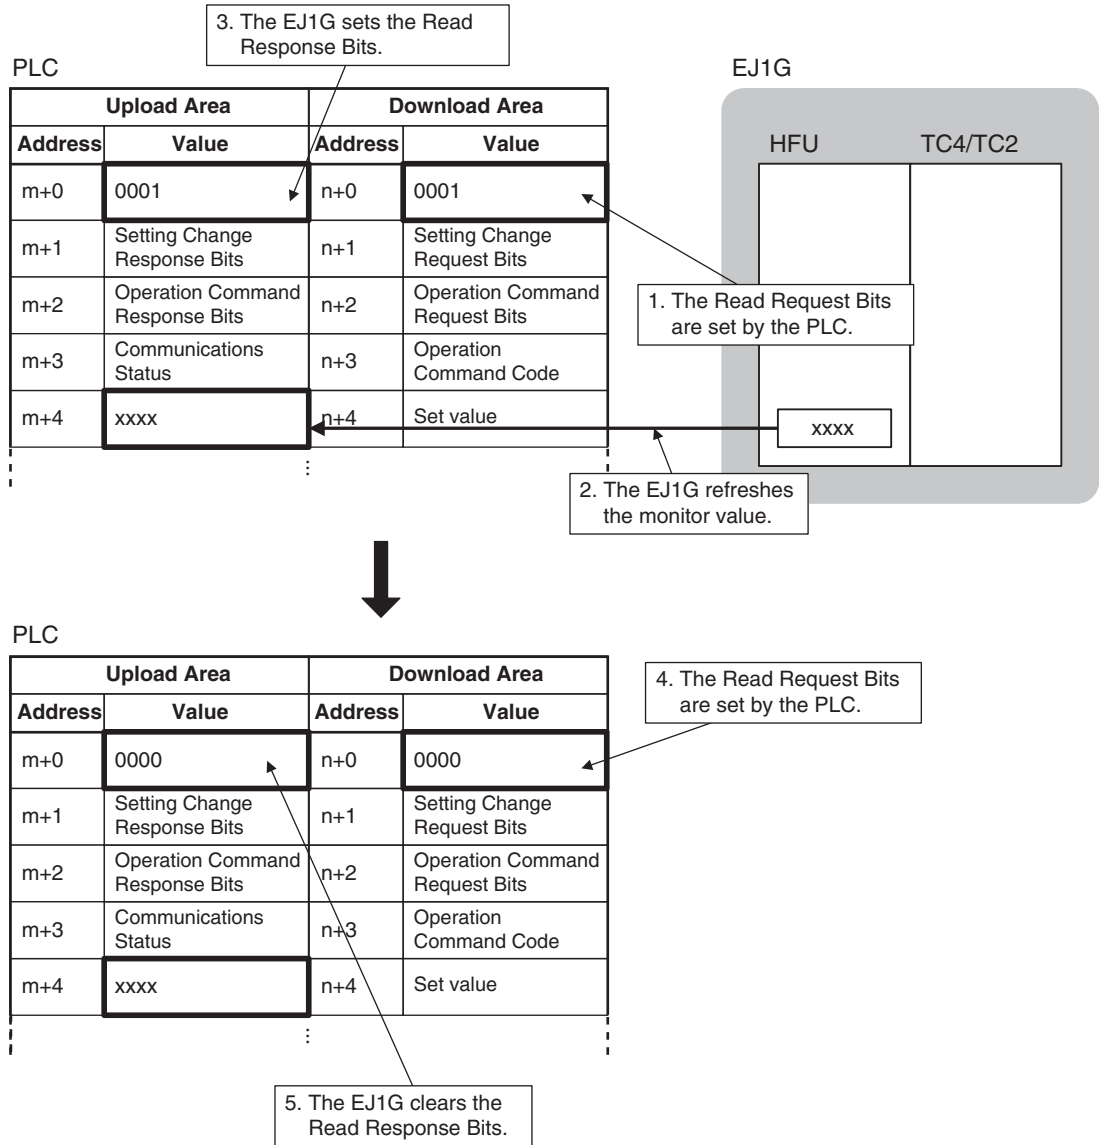 3. The EJ1G sets the Read
Response Bits.
PLC
EJ1G
Upload Area Download Area
Address Value Address Value
HFU TC4/TC2
m+0 0001 n+0 0001
m+1 Setting Change
Response Bits n+1 Setting Change
Request Bits
1. The Read Request Bits
are set by the PLC.
m+2 Operation Command
Response Bits n+2 Operation Command
Request Bits
m+3 Communications
Status n+3 Operation
Command Code
m+4 xxxx n+4 Set value
xxxx
2. The EJ1G refreshes
the monitor value.
PLC
Upload Area Download Area
4. The Read Request Bits
are set by the PLC.
Address Value Address Value
m+0 0000 n+0 0000
m+1 Setting Change
Response Bits n+1 Setting Change
Request Bits
m+2 Operation Command
Response Bits n+2 Operation Command
Request Bits
m+3 Communications
Status n+3 Operation
Command Code
m+4 xxxx n+4 Set value
5. The EJ1G clears the
Read Response Bits.